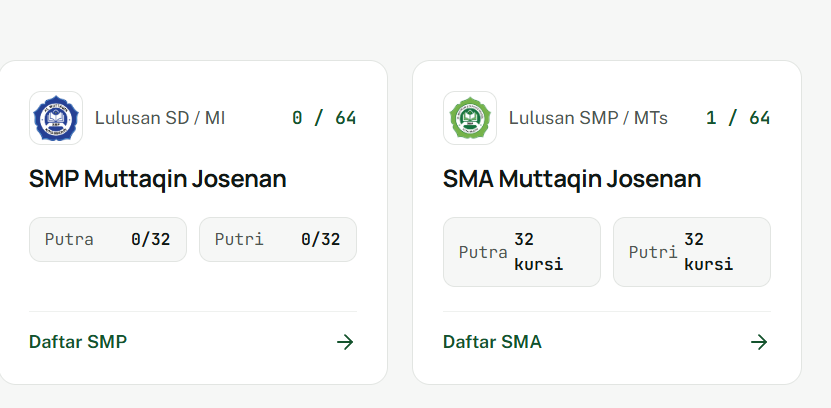 Lulusan SD / MI
0 / 64
SMP Muttaqin Josenan
Putra 0/32
Putri 0/32
Daftar SMP
Lulusan SMP / MTs
1 / 64
SMA Muttaqin Josenan
Putra 32 kursi
Putri 32 kursi
Daftar SMA